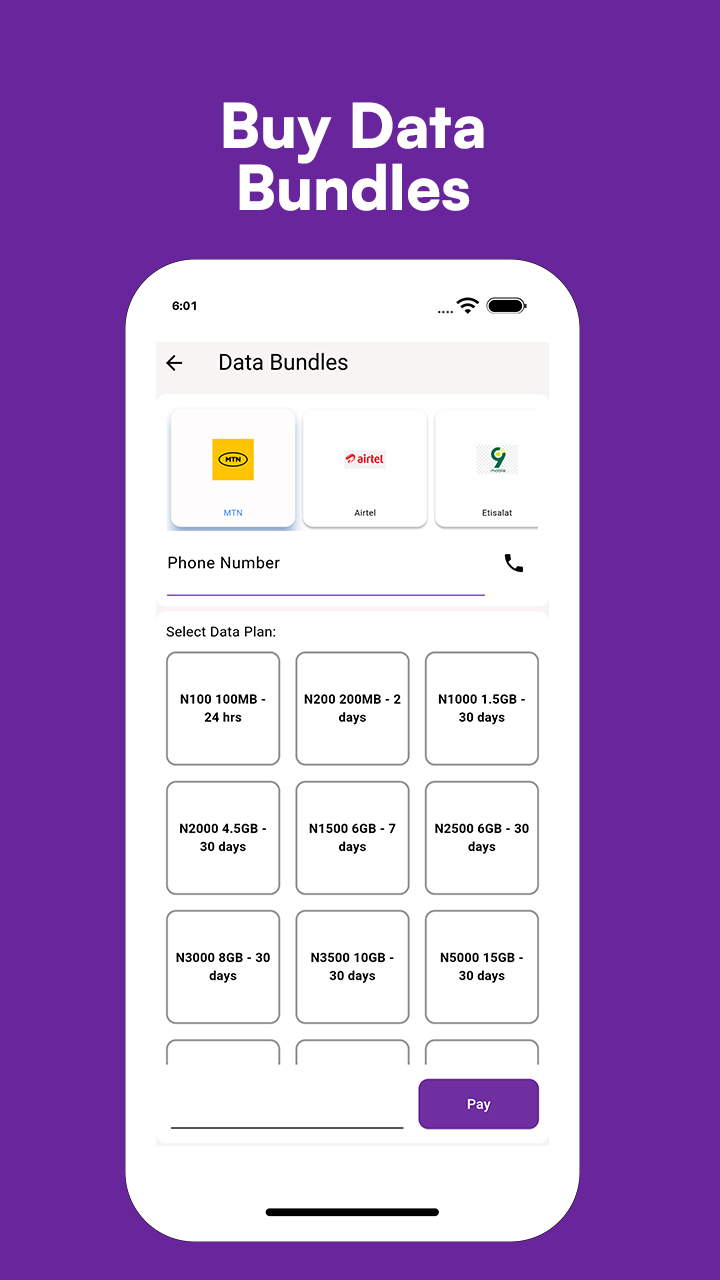 Buy Data
Bundles
6:01
Data Bundles
MTN
airtel
9
mobile
MTN
Airtel
Etisalat
Phone Number
Select Data Plan:
N100 100MB -
24 hrs
N200 200MB - 2
days
N1000 1.5GB -
30 days
N2000 4.5GB -
30 days
N1500 6GB - 7
days
N2500 6GB - 30
days
N3000 8GB - 30
days
N3500 10GB -
30 days
N5000 15GB -
30 days
Pay